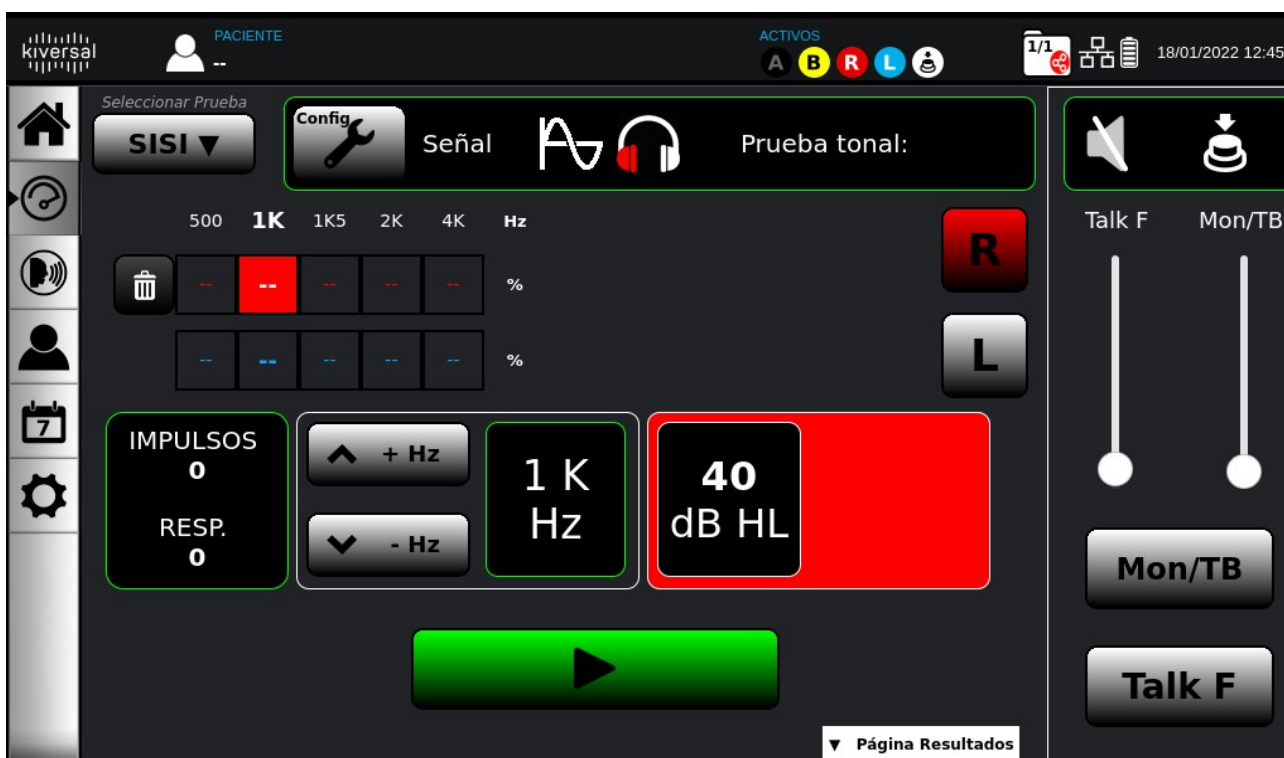 kiversal
PACIENTE
--
ACTIVOS
A B R L
1/1
18/01/2022 12:45
Seleccionar Prueba
SISI ▼
Config
Señal
Prueba tonal:
500 1K 1K5 2K 4K Hz
-- -- -- -- -- %
-- -- -- -- -- %
R
L
7
IMPULSOS
0
RESP.
0
+ Hz
- Hz
1 K
Hz
40
dB HL
▼ Página Resultados
Talk F Mon/TB
Mon/TB
Talk F